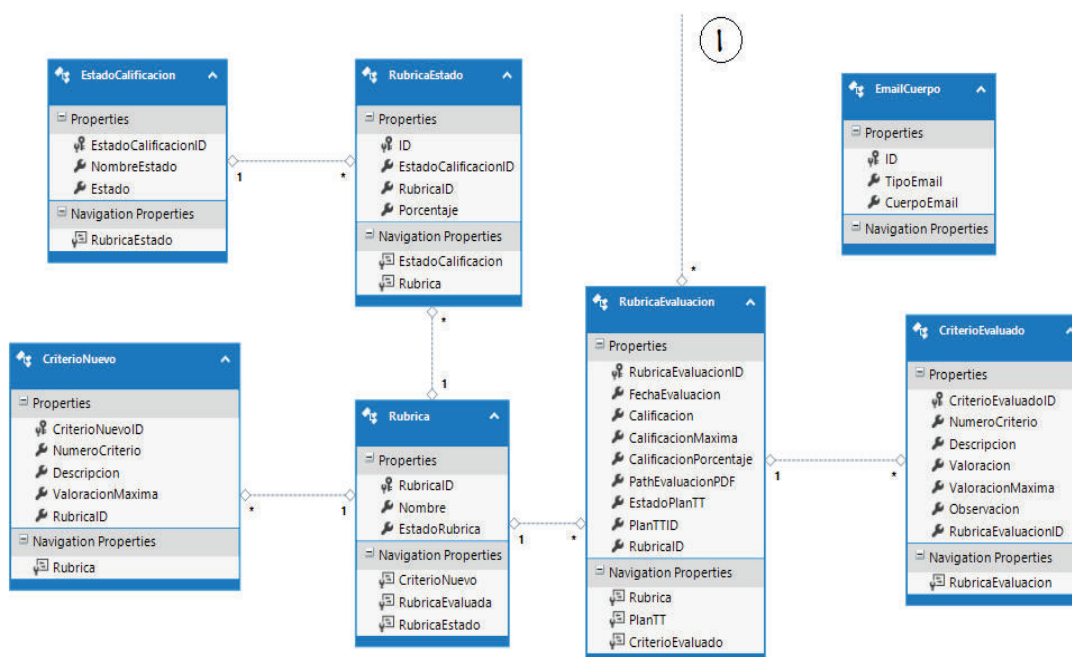 1
EstadoCalificacion
Properties
EstadoCalificacionID
NombreEstado
Estado
Navigation Properties
RubricaEstado
1
*
RubricaEstado
Properties
ID
EstadoCalificacionID
RubricaID
Porcentaje
Navigation Properties
EstadoCalificacion
Rubrica
*
1
EmailCuerpo
Properties
ID
TipoEmail
CuerpoEmail
Navigation Properties
*
CriterioNuevo
Properties
CriterioNuevoID
NumeroCriterio
Descripcion
ValoracionMaxima
RubricaID
Navigation Properties
Rubrica
*
1
Rubrica
Properties
RubricaID
Nombre
EstadoRubrica
Navigation Properties
CriterioNuevo
RubricaEvaluada
RubricaEstado
1
*
RubricaEvaluacion
Properties
RubricaEvaluacionID
FechaEvaluacion
Calificacion
CalificacionMaxima
CalificacionPorcentaje
PathEvaluacionPDF
EstadoPlanTT
PlanTTID
RubricaID
Navigation Properties
Rubrica
PlanTT
CriterioEvaluado
1
*
CriterioEvaluado
Properties
CriterioEvaluadoID
NumeroCriterio
Descripcion
Valoracion
ValoracionMaxima
Observacion
RubricaEvaluacionID
Navigation Properties
RubricaEvaluacion